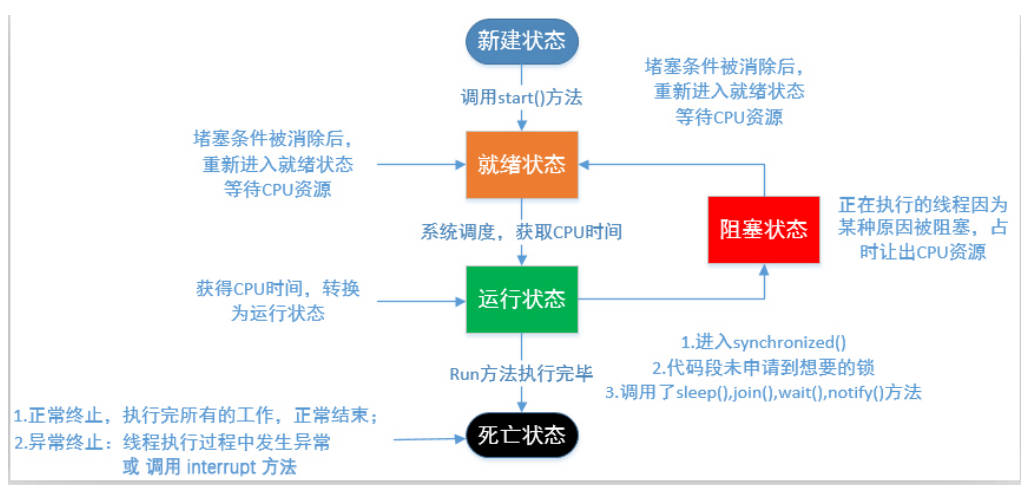 新建状态
调用start()方法
堵塞条件被消除后，
重新进入就绪状态
等待CPU资源
堵塞条件被消除后，
重新进入就绪状态
等待CPU资源
就绪状态
系统调度，获取CPU时间
阻塞状态
正在执行的线程因为
某种原因被阻塞，占
时让出CPU资源
获得CPU时间，转换
为运行状态
运行状态
1.进入synchronized()
2.代码段未申请到想要的锁
3.调用了sleep(),join(),wait(),notify()方法
Run方法执行完毕
1.正常终止，执行完所有的工作，正常结束；
2.异常终止：线程执行过程中发生异常
或 调用 interrupt 方法
死亡状态